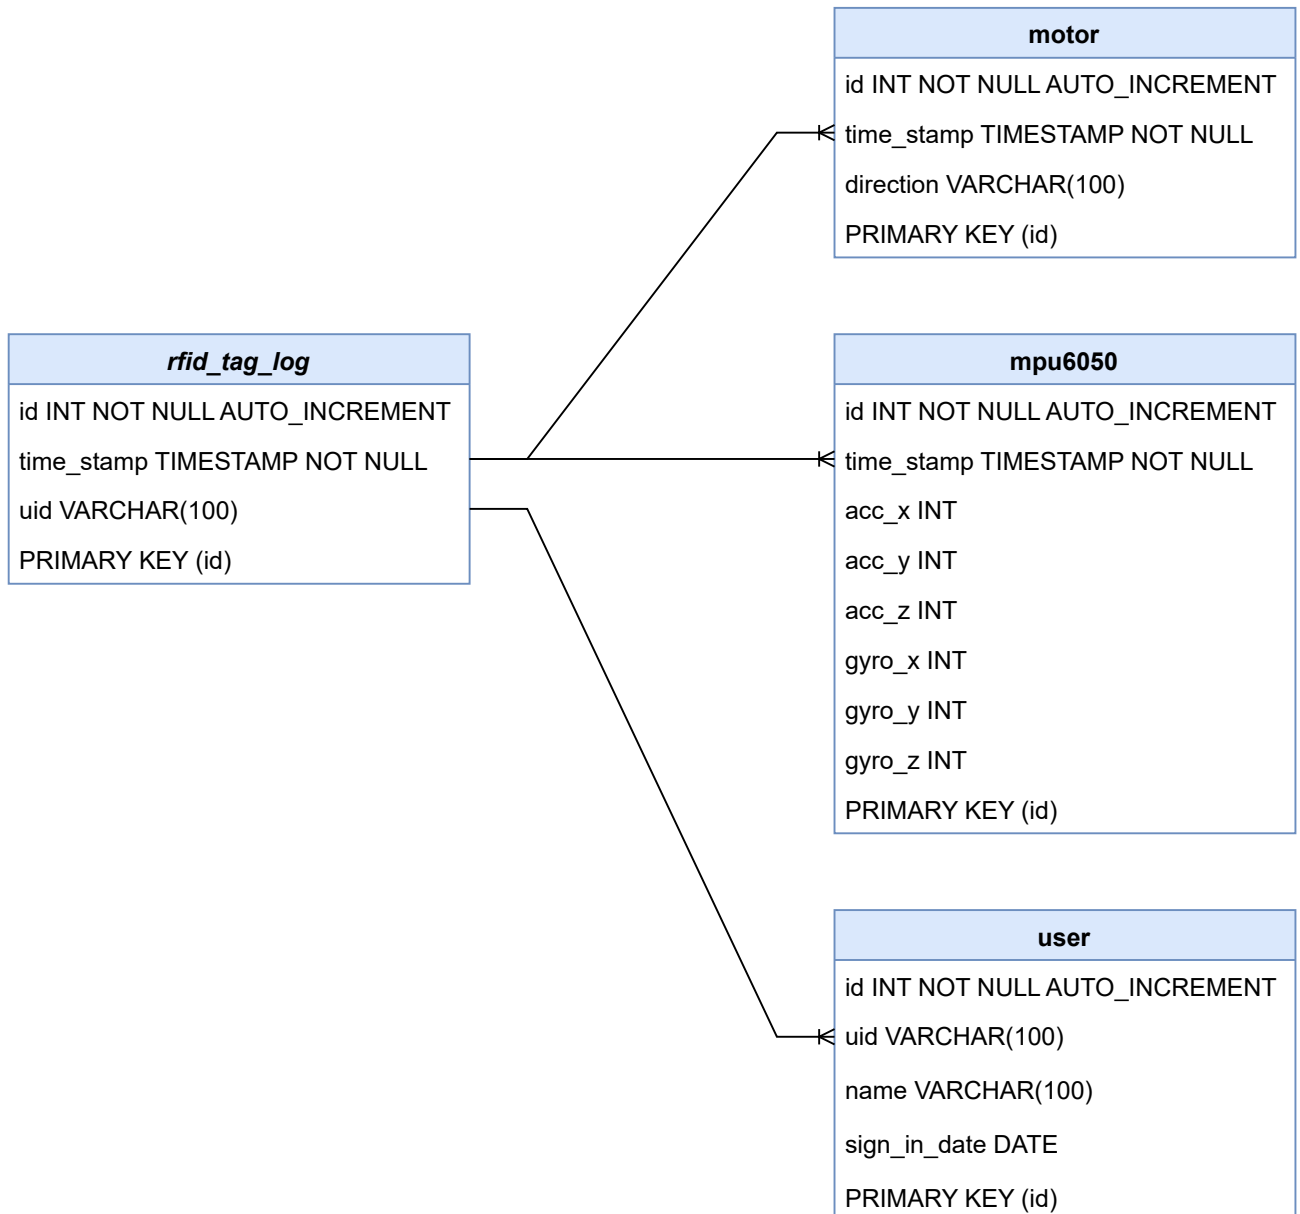 motor
id INT NOT NULL AUTO_INCREMENT
time_stamp TIMESTAMP NOT NULL
direction VARCHAR(100)
PRIMARY KEY (id)
rfid_tag_log
id INT NOT NULL AUTO_INCREMENT
time_stamp TIMESTAMP NOT NULL
uid VARCHAR(100)
PRIMARY KEY (id)
mpu6050
id INT NOT NULL AUTO_INCREMENT
time_stamp TIMESTAMP NOT NULL
acc_x INT
acc_y INT
acc_z INT
gyro_x INT
gyro_y INT
gyro_z INT
PRIMARY KEY (id)
user
id INT NOT NULL AUTO_INCREMENT
uid VARCHAR(100)
name VARCHAR(100)
sign_in_date DATE
PRIMARY KEY (id)